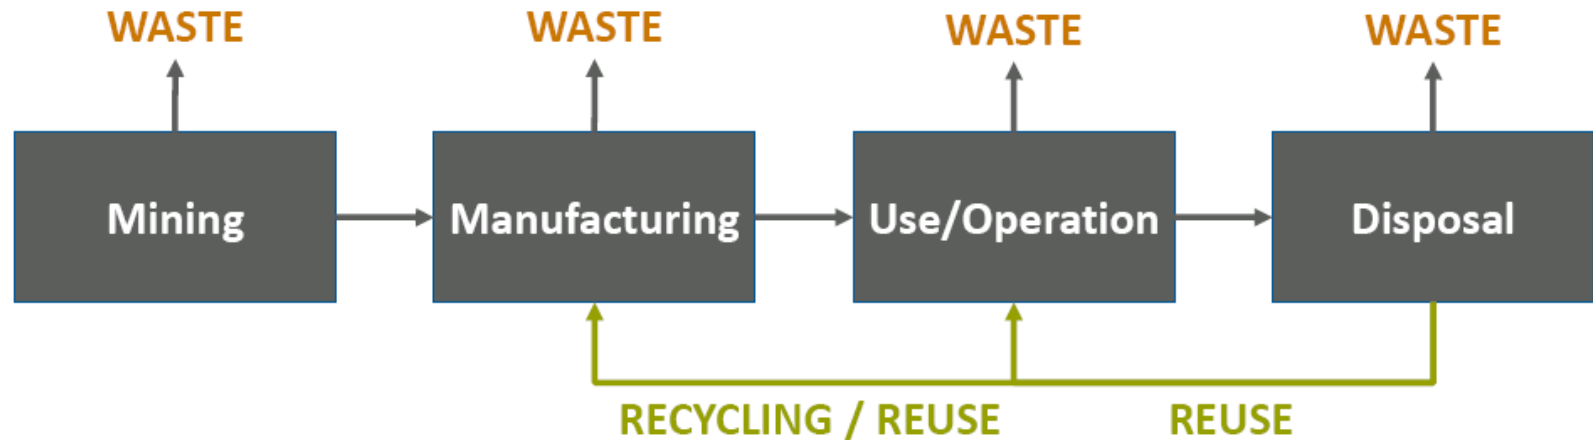 WASTE WASTE WASTE WASTE
Mining Manufacturing Use/Operation Disposal
RECYCLING / REUSE REUSE